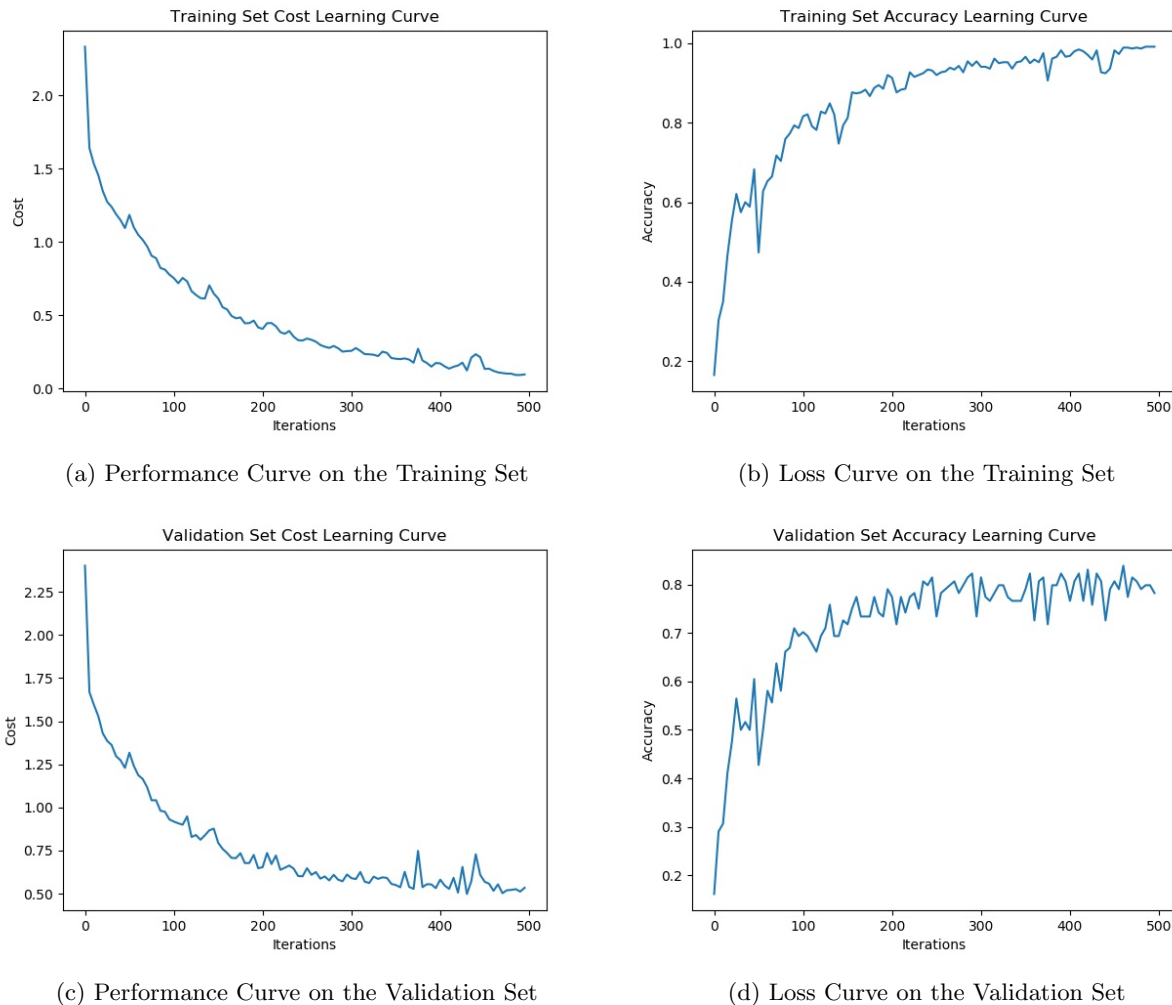 Training Set Cost Learning Curve
2.0
1.5
1.0
0.5
0.0
Cost
0 100 200 300 400 500
Iterations
(a) Performance Curve on the Training Set
Training Set Accuracy Learning Curve
1.0
0.8
0.6
0.4
0.2
Accuracy
0 100 200 300 400 500
Iterations
(b) Loss Curve on the Training Set
Validation Set Cost Learning Curve
2.25
2.00
1.75
1.50
1.25
1.00
0.75
0.50
Cost
0 100 200 300 400 500
Iterations
(c) Performance Curve on the Validation Set
Validation Set Accuracy Learning Curve
0.8
0.7
0.6
0.5
0.4
0.3
0.2
Accuracy
0 100 200 300 400 500
Iterations
(d) Loss Curve on the Validation Set